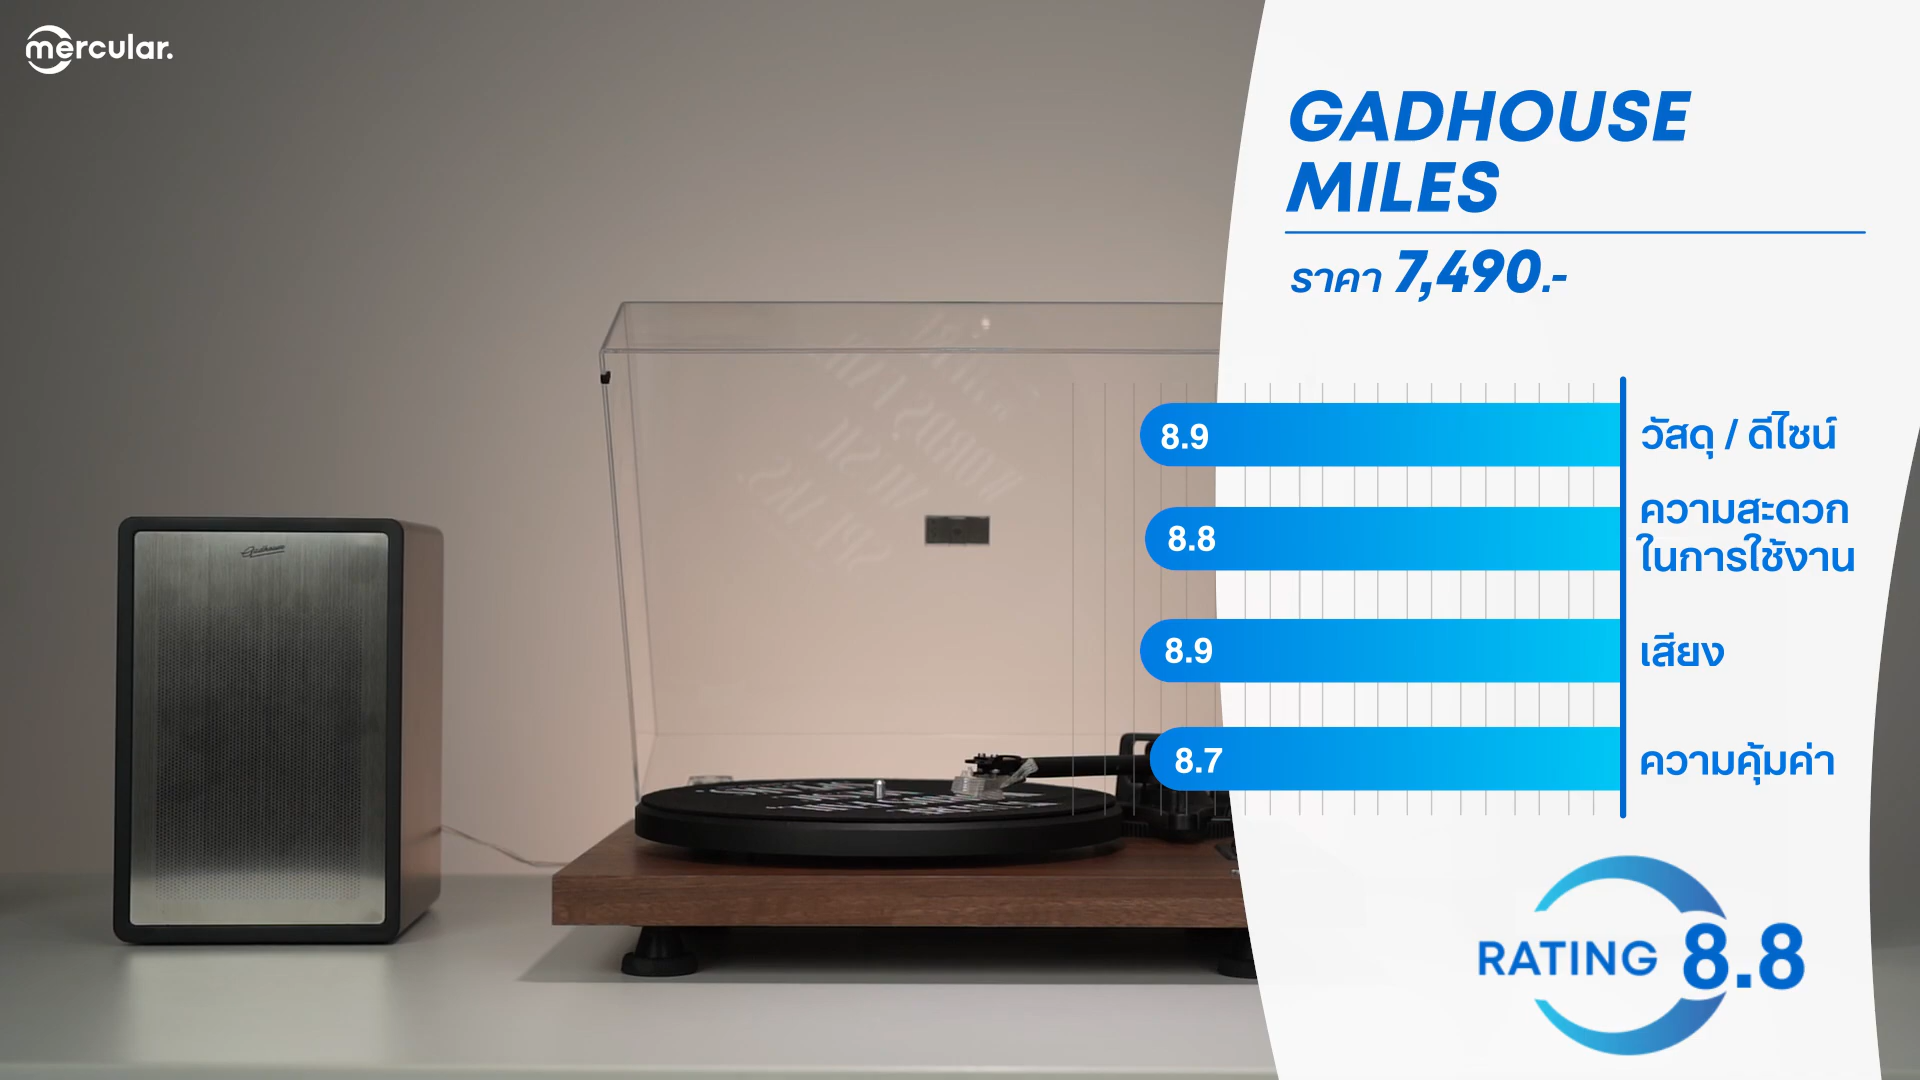 mercular.
GADHOUSE
MILES
ราคา 7,490.-
8.9 วัสดุ / ดีไซน์
8.8 ความสะดวก
ในการใช้งาน
8.9 เสียง
8.7 ความคุ้มค่า
RATING 8.8
Gadhouse